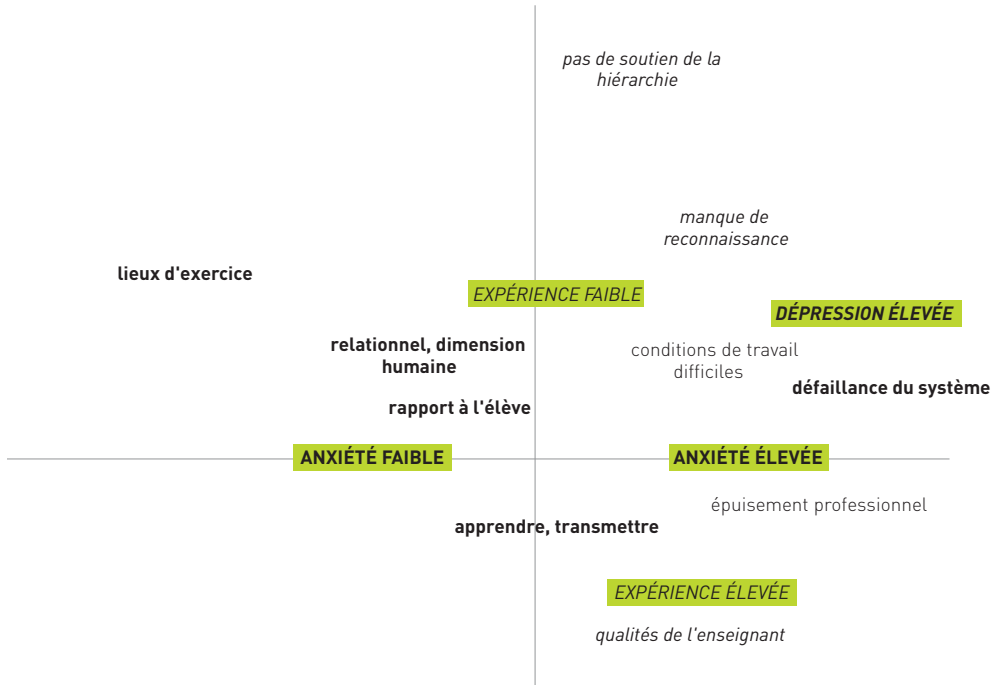 pas de soutien de la
hiérarchie
manque de
reconnaissance
lieux d'exercice
EXPÉRIENCE FAIBLE
DÉPRESSION ÉLEVÉE
relationnel, dimension
humaine
conditions de travail
difficiles
défaillance du système
rapport à l'élève
ANXIÉTÉ FAIBLE
ANXIÉTÉ ÉLEVÉE
épuisement professionnel
apprendre, transmettre
EXPÉRIENCE ÉLEVÉE
qualités de l'enseignant